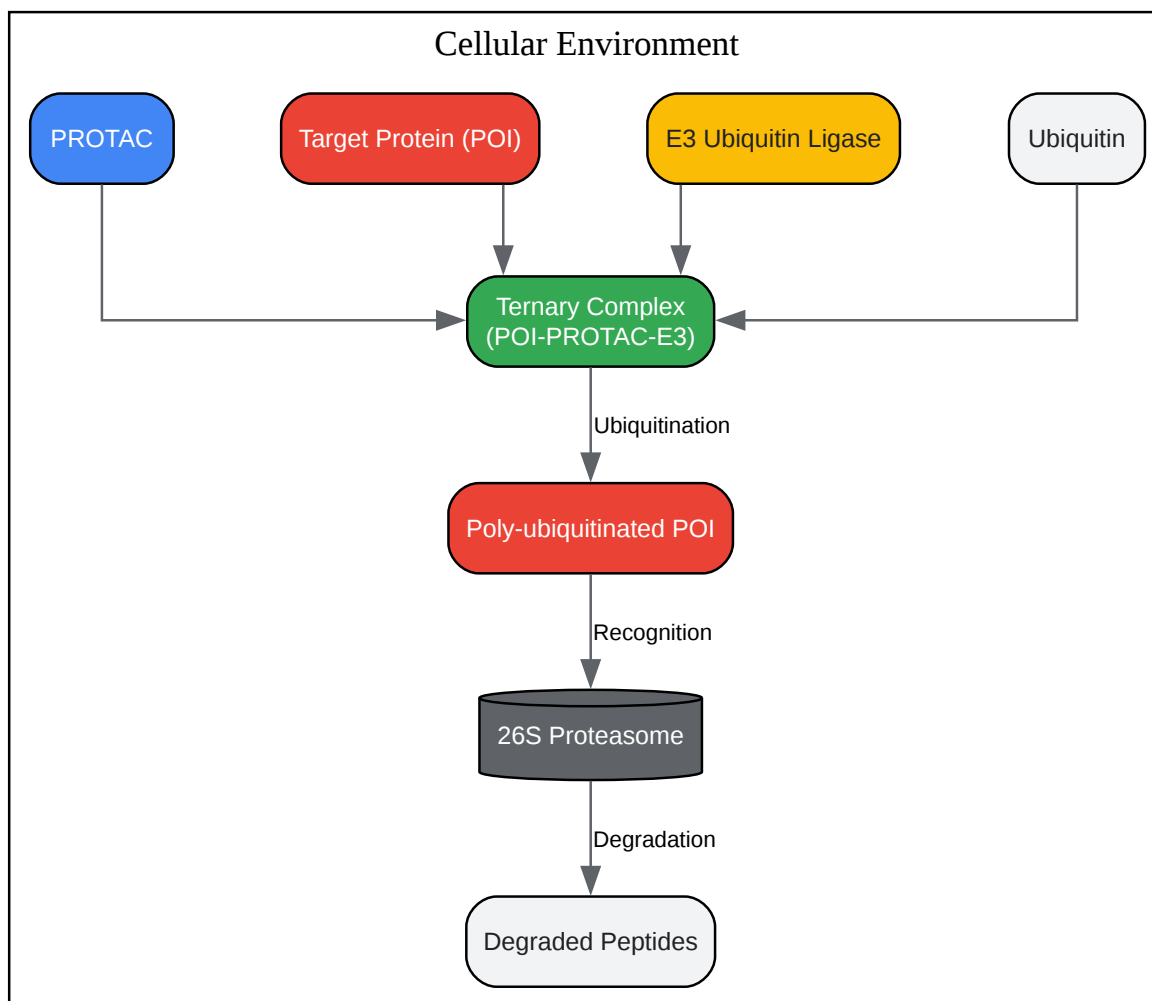 Cellular Environment
PROTAC
Target Protein (POI)
E3 Ubiquitin Ligase
Ubiquitin
Ternary Complex
(POI-PROTAC-E3)
Ubiquitination
Poly-ubiquitinated POI
Recognition
26S Proteasome
Degradation
Degraded Peptides